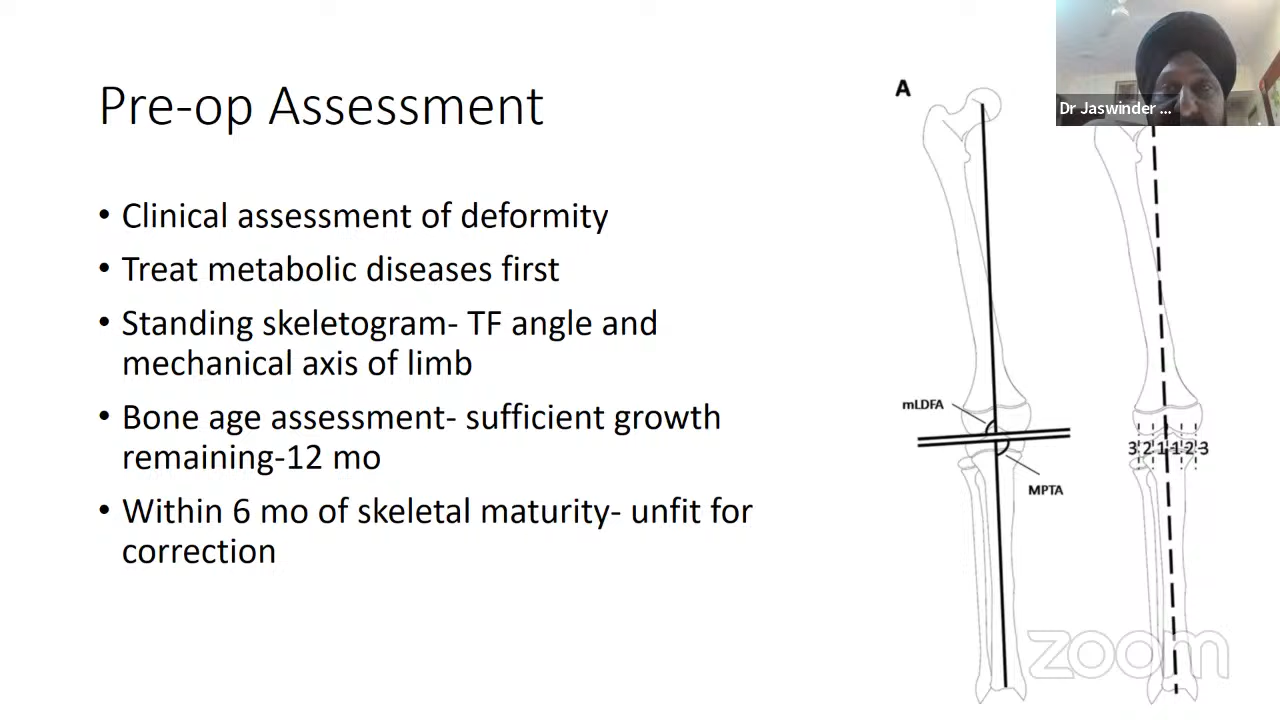 Pre-op Assessment
• Clinical assessment of deformity
• Treat metabolic diseases first
• Standing skeletogram- TF angle and
mechanical axis of limb
• Bone age assessment- sufficient growth
remaining-12 mo
• Within 6 mo of skeletal maturity- unfit for
correction
A
mLDFA
MPTA
3 2 1 1 2 3
Dr Jaswinder ...
zoom